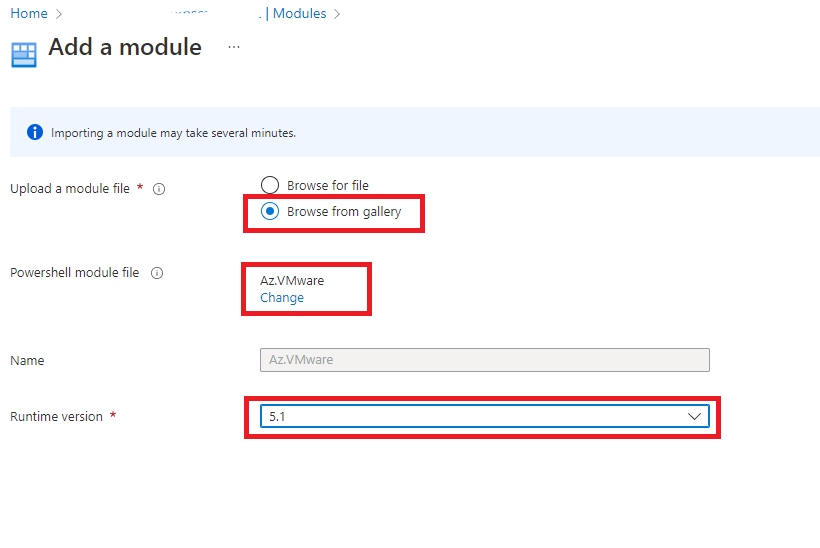 Home > . | Modules >
Add a module ...
Importing a module may take several minutes.
Upload a module file *
Browse for file
Browse from gallery
Powershell module file
Az.VMware
Change
Name
Az.VMware
Runtime version *
5.1